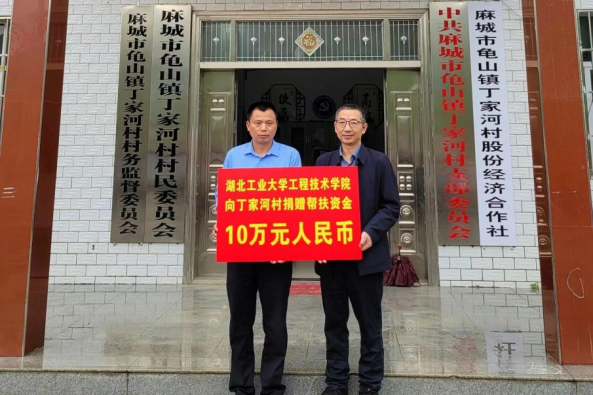 麻城市龟山镇丁家河村村务监督委员会
麻城市龟山镇丁家河村村民委员会
湖北工业大学工程技术学院
向丁家河村捐赠帮扶资金
10万元人民币
中共麻城市龟山镇丁家河村支部委员会
麻城市龟山镇丁家河村股份经济合作社